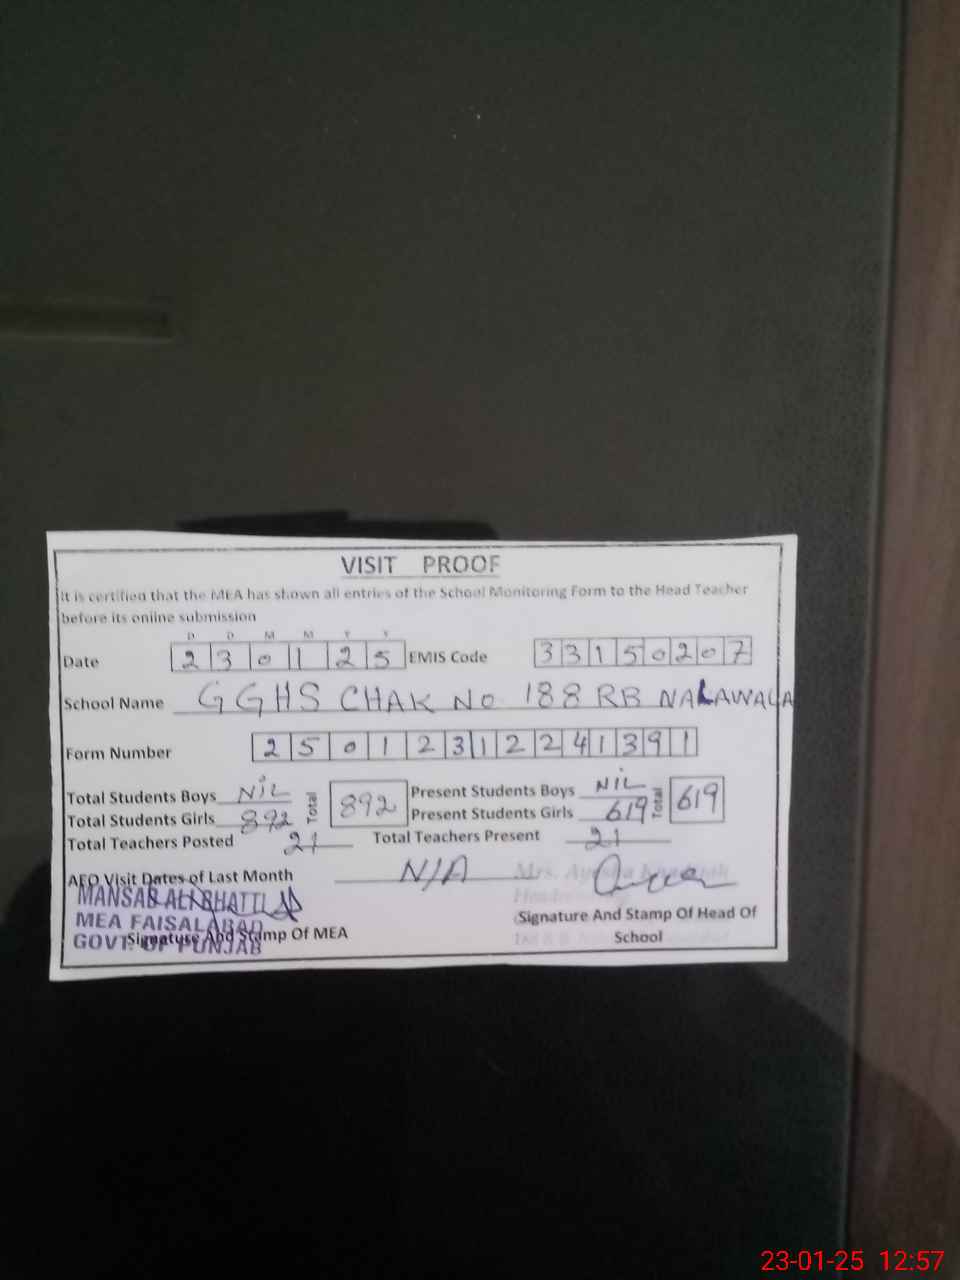 VISIT PROOF
It is certified that the MEA has shown all entries of the School Monitoring Form to the Head Teacher
before its online submission
D D M M Y Y
Date 2 3 0 1 2 5 EMIS Code 3 3 1 5 0 2 0 7
School Name GGHS CHAK No 188 RB NALAWALA
Form Number 2 5 0 1 2 3 1 2 2 4 1 3 9 1
Total Students Boys NiL Total 892 Present Students Boys NiL Total 619
Total Students Girls 892 Present Students Girls 619
Total Teachers Posted 21 Total Teachers Present 21
AEO Visit Dates of Last Month N/A Mrs.
MANSAB ALI BHATTI
MEA FAISALABAD
GOVT. OF PUNJAB
Signature And Stamp Of MEA
Signature And Stamp Of Head Of
School
23-01-25 12:57